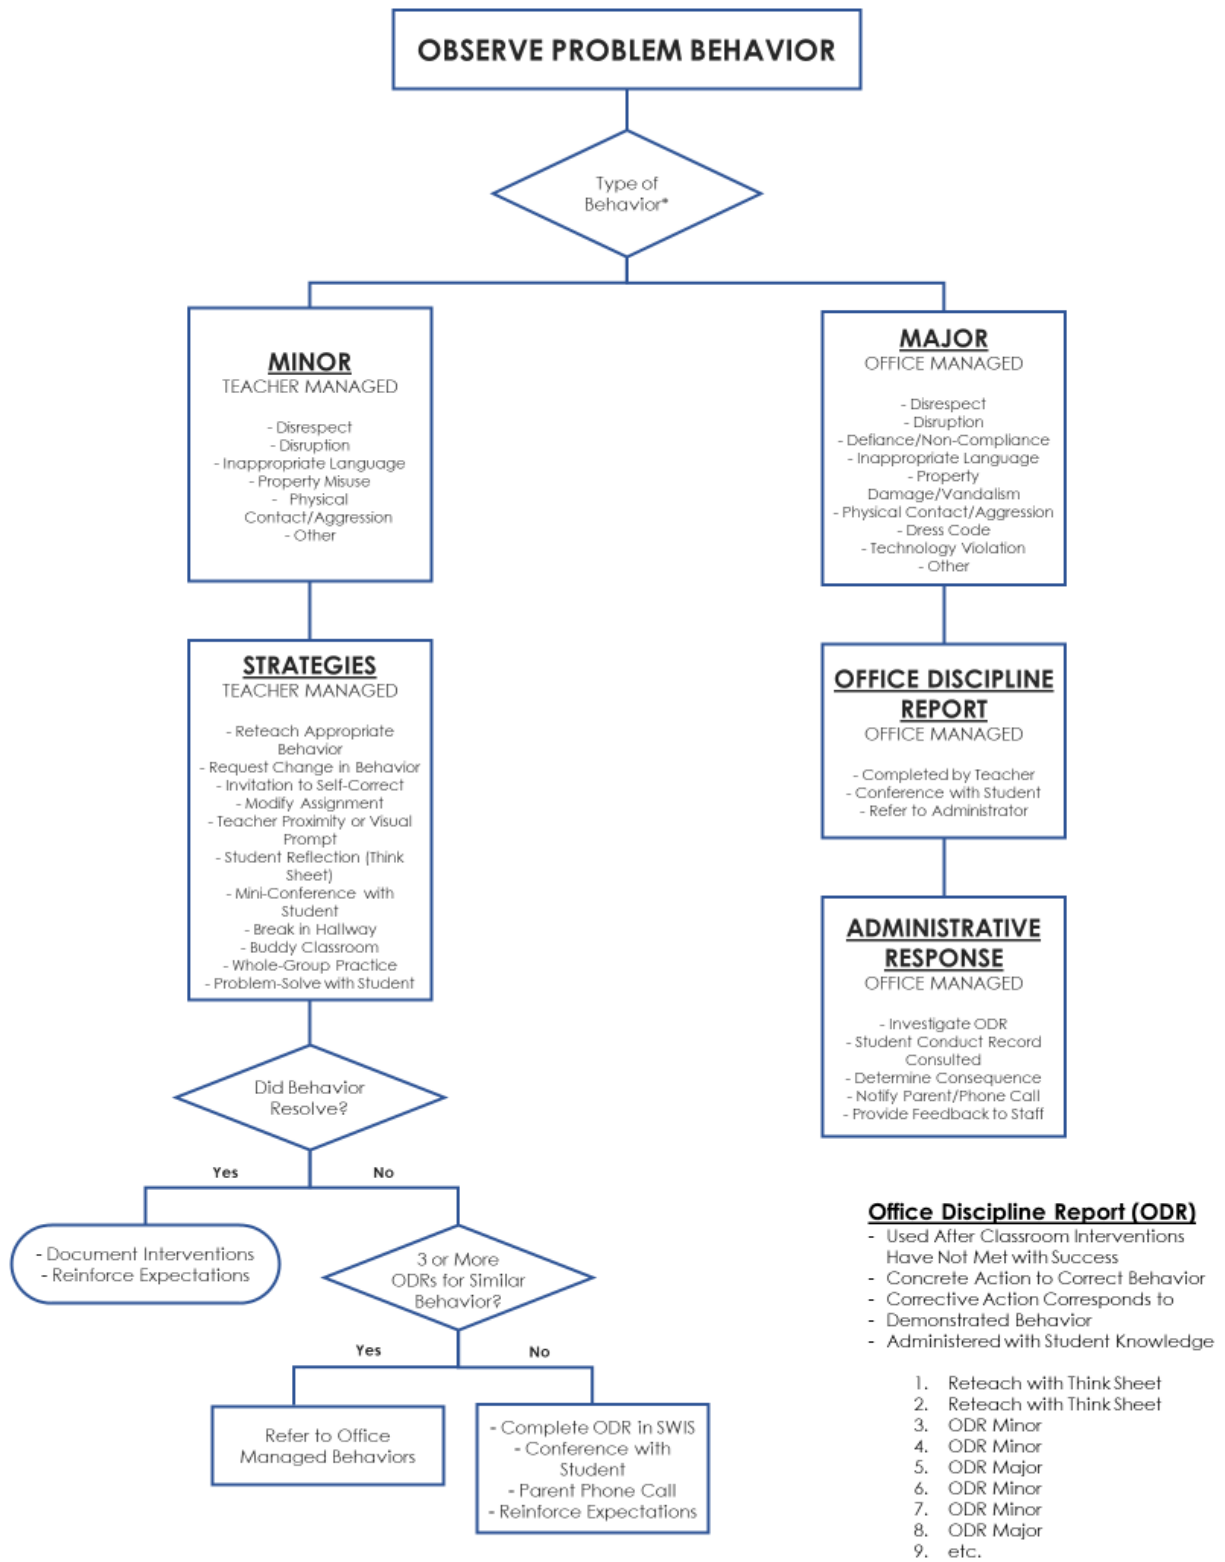 OBSERVE PROBLEM BEHAVIOR
Type of
Behavior*
MINOR
TEACHER MANAGED
- Disrespect
- Disruption
- Inappropriate Language
- Property Misuse
- Physical
Contact/Aggression
- Other
MAJOR
OFFICE MANAGED
- Disrespect
- Disruption
- Defiance/Non-Compliance
- Inappropriate Language
- Property
Damage/Vandalism
- Physical Contact/Aggression
- Dress Code
- Technology Violation
- Other
STRATEGIES
TEACHER MANAGED
- Reteach Appropriate
Behavior
- Request Change in Behavior
- Invitation to Self-Correct
- Modify Assignment
- Teacher Proximity or Visual
Prompt
- Student Reflection (Think
Sheet)
- Mini-Conference with
Student
- Break in Hallway
- Buddy Classroom
- Whole-Group Practice
- Problem-Solve with Student
OFFICE DISCIPLINE
REPORT
OFFICE MANAGED
- Completed by Teacher
- Conference with Student
- Refer to Administrator
ADMINISTRATIVE
RESPONSE
OFFICE MANAGED
- Investigate ODR
- Student Conduct Record
Consulted
- Determine Consequence
- Notify Parent/Phone Call
- Provide Feedback to Staff
Did Behavior
Resolve?
Yes
No
- Document Interventions
- Reinforce Expectations
3 or More
ODRs for Similar
Behavior?
Yes
No
Refer to Office
Managed Behaviors
- Complete ODR in SWIS
- Conference with
Student
- Parent Phone Call
- Reinforce Expectations
Office Discipline Report (ODR)
- Used After Classroom Interventions
Have Not Met with Success
- Concrete Action to Correct Behavior
- Corrective Action Corresponds to
- Demonstrated Behavior
- Administered with Student Knowledge
1. Reteach with Think Sheet
2. Reteach with Think Sheet
3. ODR Minor
4. ODR Minor
5. ODR Major
6. ODR Minor
7. ODR Minor
8. ODR Major
9. etc.